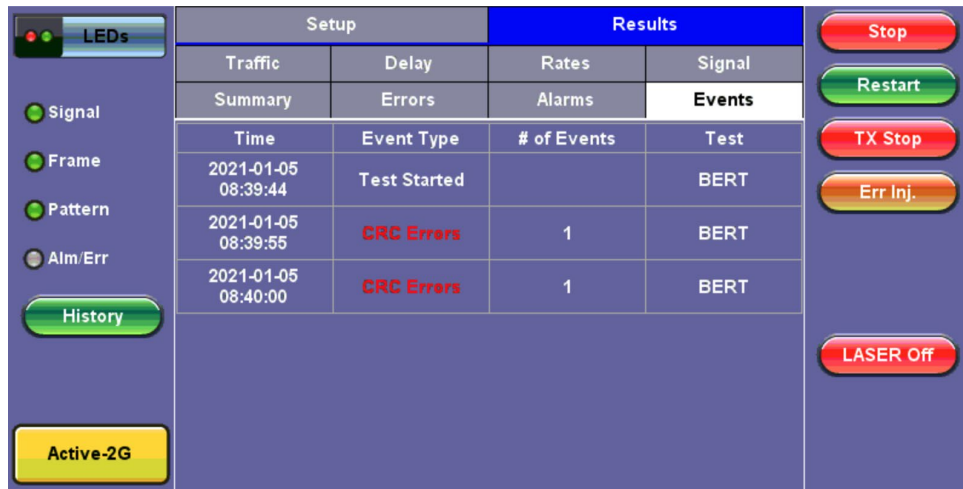 LEDs
Setup
Results
Stop
Traffic
Delay
Rates
Signal
Restart
Summary
Errors
Alarms
Events
Signal
Time
Event Type
# of Events
Test
TX Stop
Frame
2021-01-05
08:39:44
Test Started
BERT
Err Inj.
Pattern
2021-01-05
08:39:55
CRC Errors
1
BERT
Alm/Err
2021-01-05
08:40:00
CRC Errors
1
BERT
History
LASER Off
Active-2G